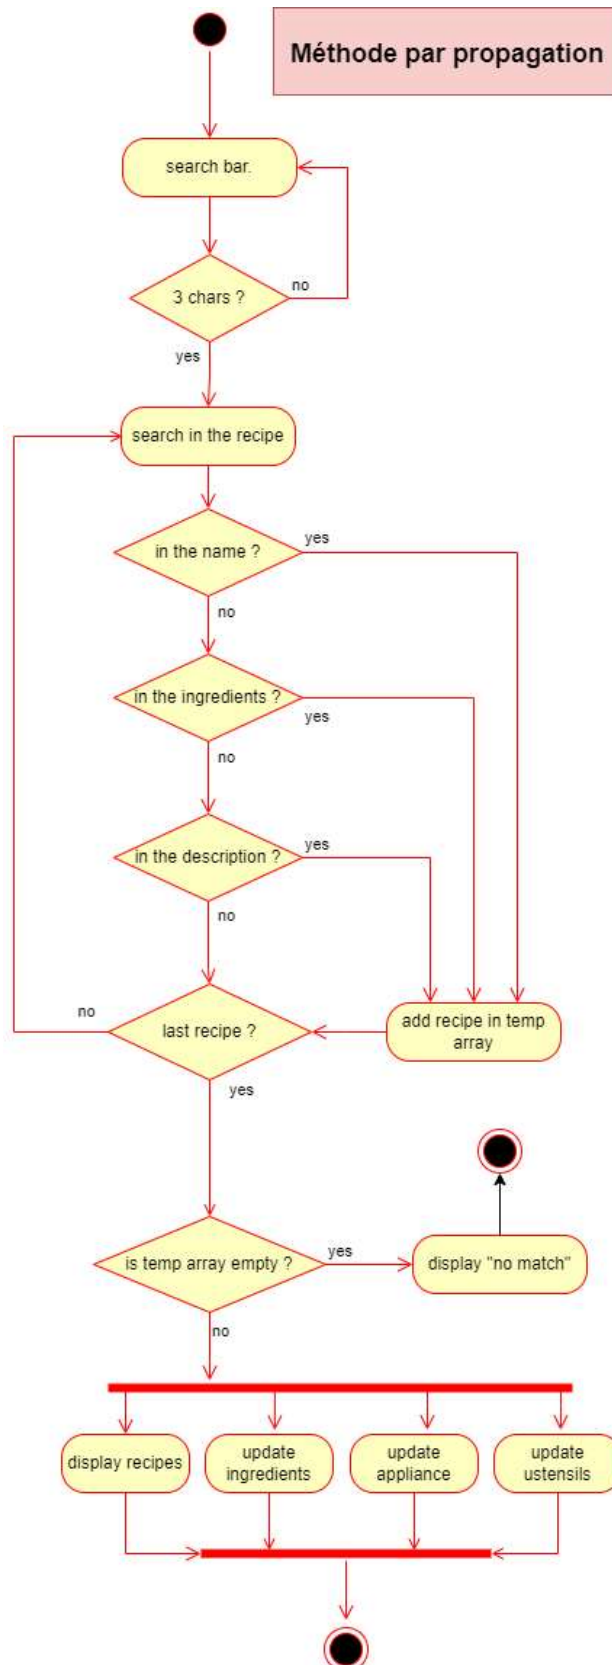 Méthode par propagation
search bar.
3 chars ?
no
yes
search in the recipe
in the name ?
yes
no
in the ingredients ?
yes
no
in the description ?
yes
no
last recipe ?
no
add recipe in temp
array
yes
is temp array empty ?
yes
display "no match"
no
display recipes
update
ingredients
update
appliance
update
ustensils